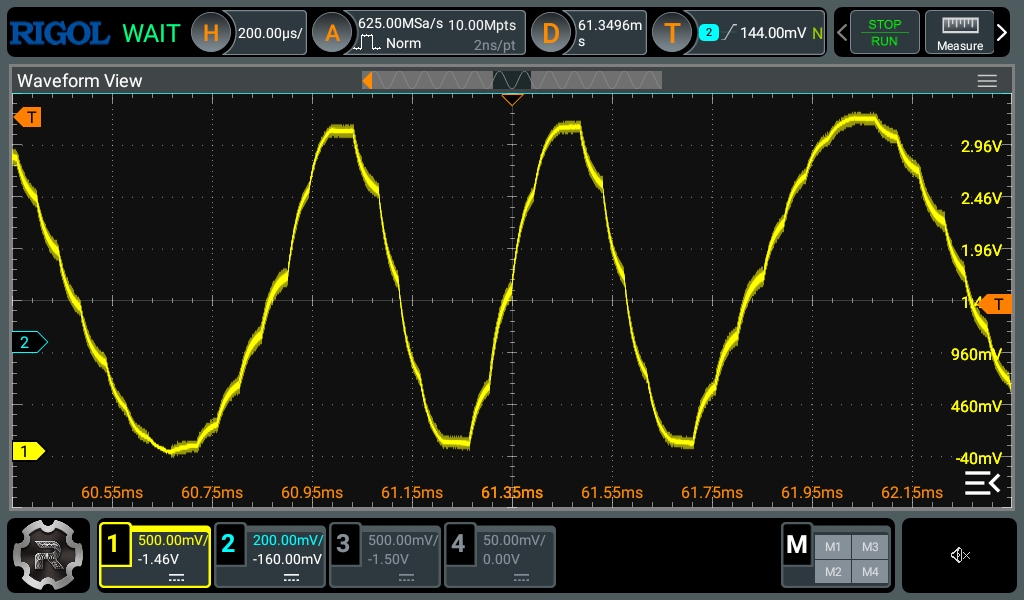 RIGOL WAIT H 200.00µs/ A 625.00MSa/s 10.00Mpts
Norm 2ns/pt
D 61.3496m
s
T 2 144.00mV N
STOP
RUN
Measure
Waveform View
T
2.96V
2.46V
1.96V
1.4
T
2
960mV
460mV
1
-40mV
60.55ms 60.75ms 60.95ms 61.15ms 61.35ms 61.55ms 61.75ms 61.95ms 62.15ms
1 500.00mV/
-1.46V
2 200.00mV/
-160.00mV
3 500.00mV/
-1.50V
4 50.00mV/
0.00V
M M1 M3
M2 M4
R